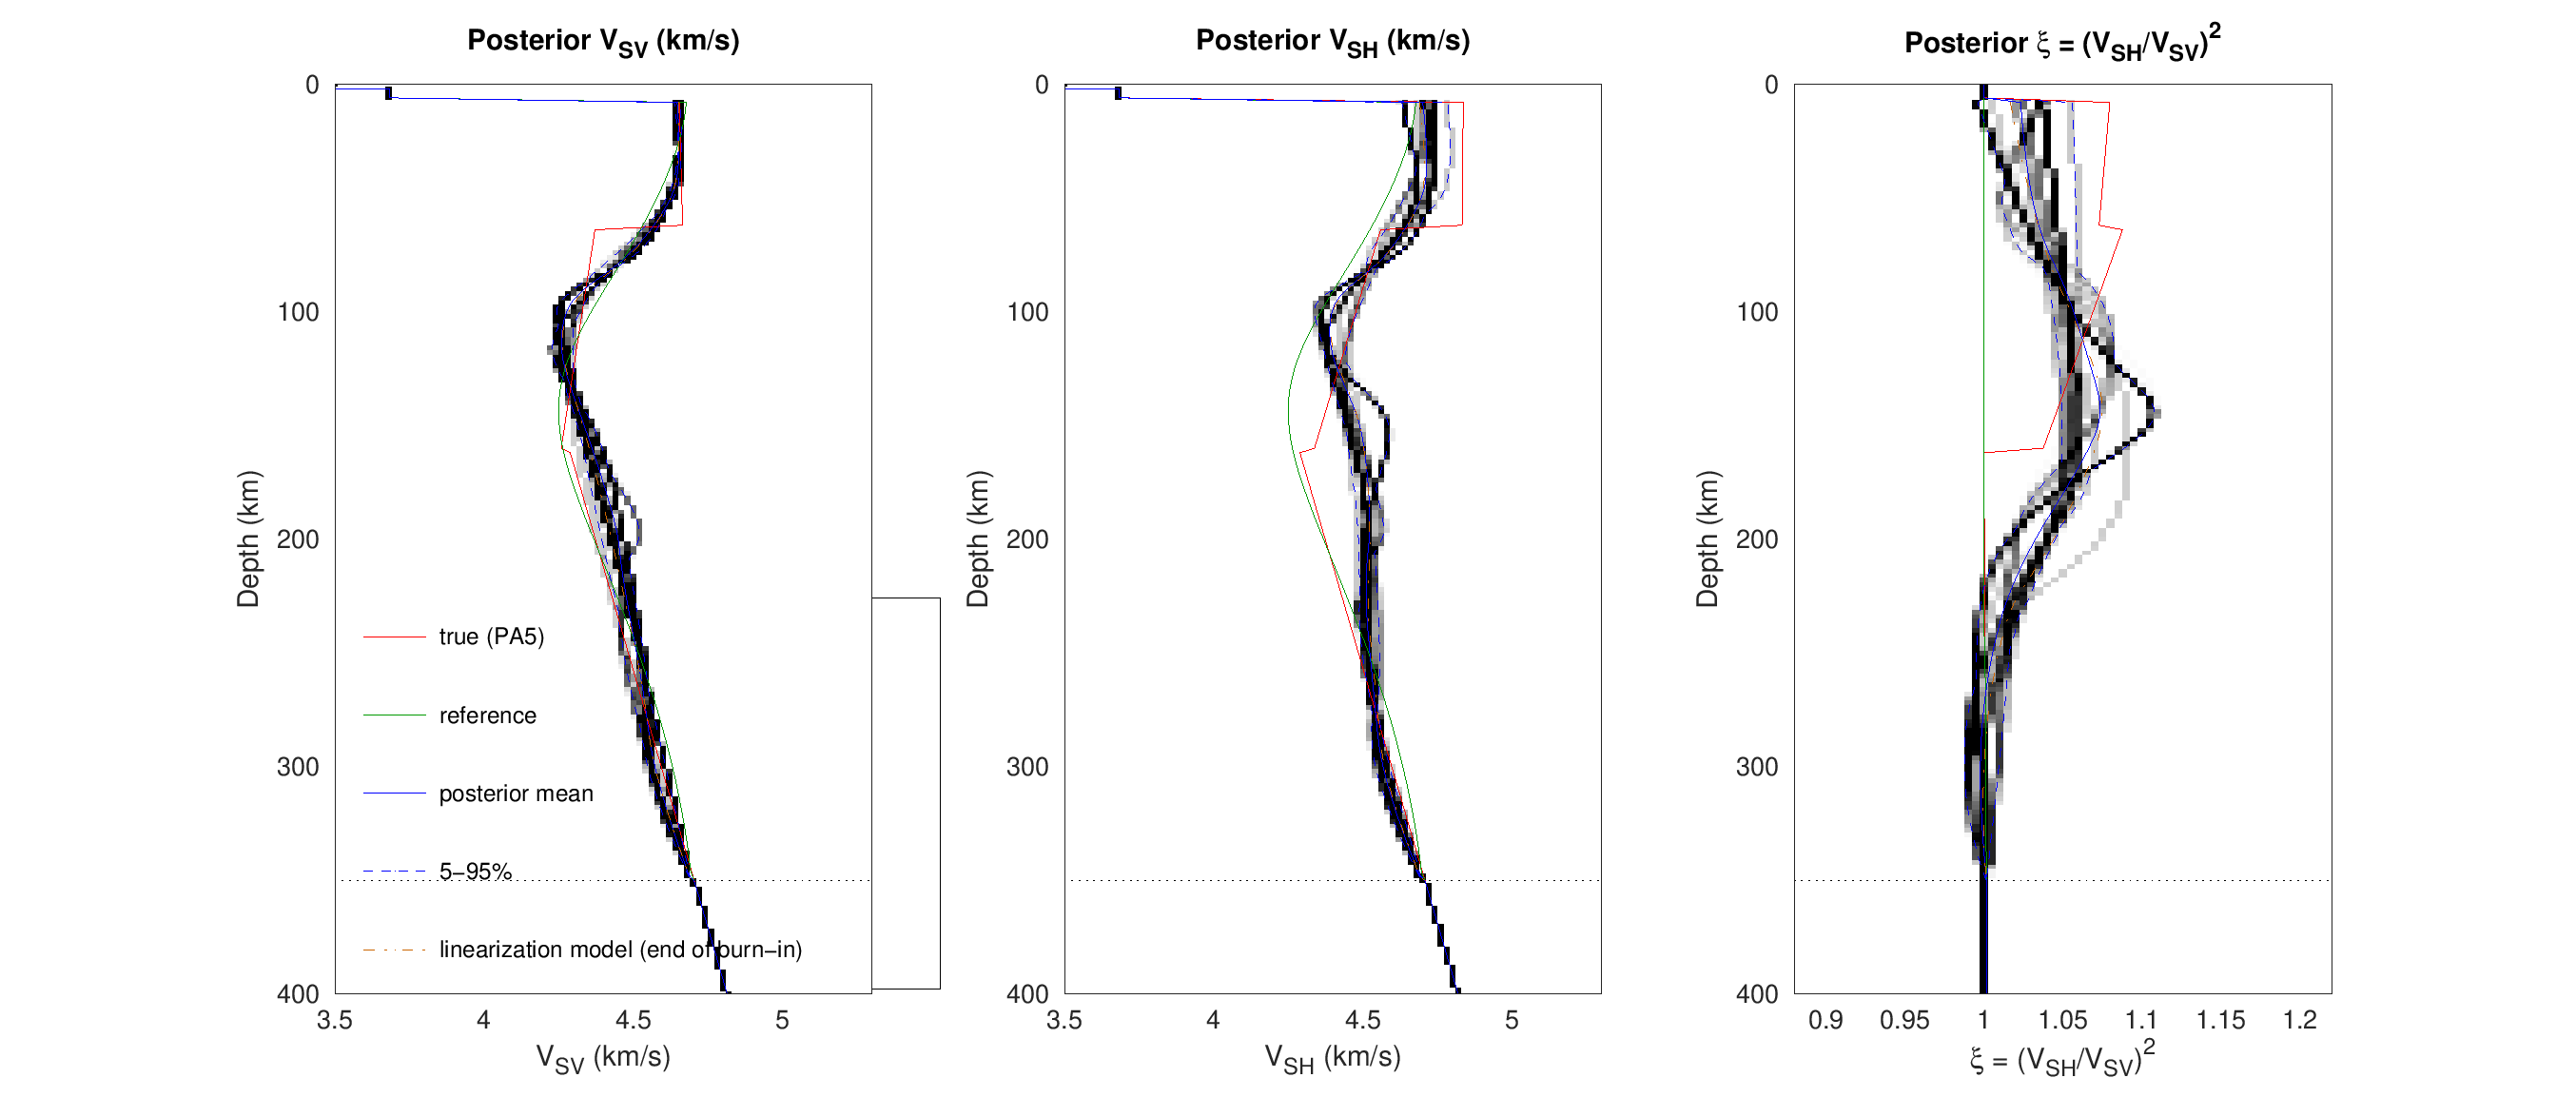 Posterior V_SV (km/s)
0
100
200
300
400
3.5 4 4.5 5
Depth (km)
V_SV (km/s)
true (PA5)
reference
posterior mean
5−95%
linearization model (end of burn−in)
Posterior V_SH (km/s)
0
100
200
300
400
3.5 4 4.5 5
Depth (km)
V_SH (km/s)
Posterior ξ = (V_SH/V_SV)^2
0
100
200
300
400
0.9 0.95 1 1.05 1.1 1.15 1.2
Depth (km)
ξ = (V_SH/V_SV)^2